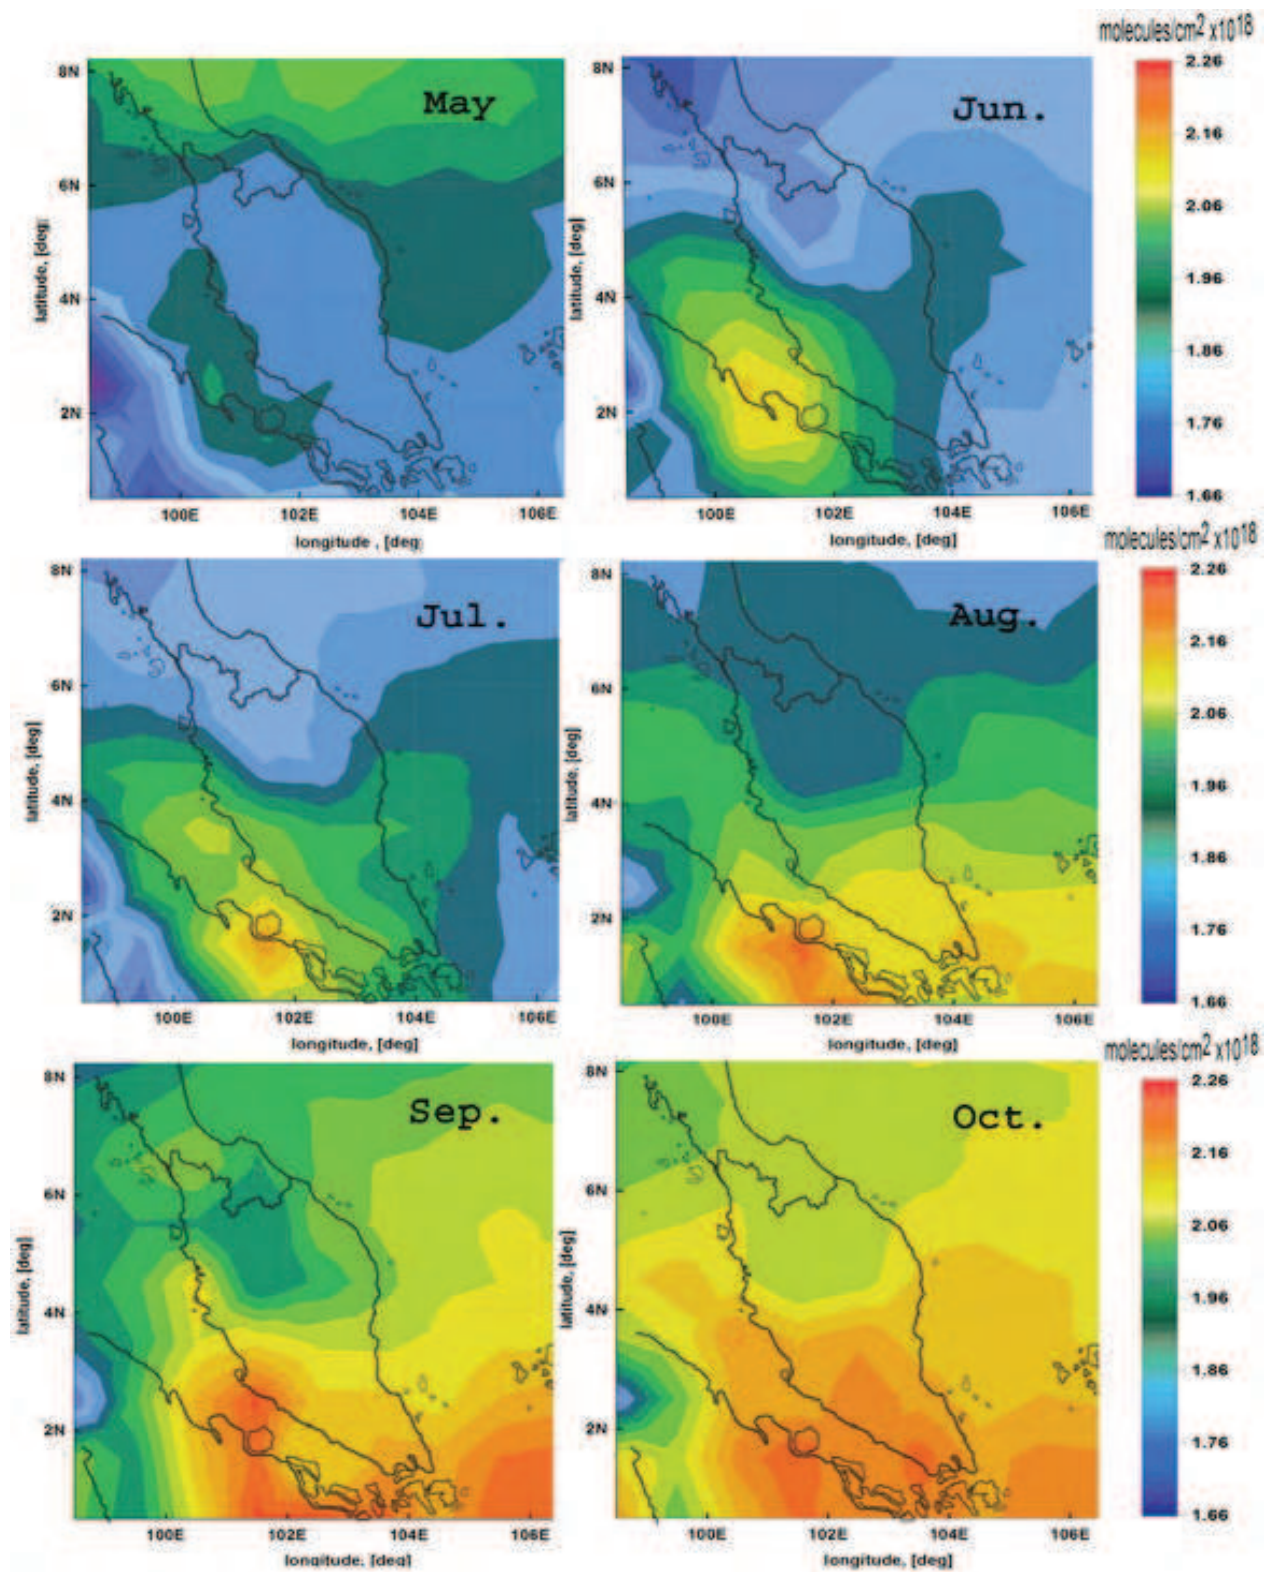 molecules/cm2 x1018
May
8N
6N
4N
2N
latitude, [deg]
100E 102E 104E 106E
longitude , [deg]
Jun.
8N
6N
4N
2N
latitude, [deg]
100E 102E 104E 106E
longitude, [deg]
2.26
2.16
2.06
1.96
1.86
1.76
1.66
molecules/cm2 x1018
Jul.
8N
6N
4N
2N
latitude, [deg]
100E 102E 104E 106E
longitude, [deg]
Aug.
8N
6N
4N
2N
latitude, [deg]
100E 102E 104E 106E
longitude, [deg]
2.26
2.16
2.06
1.96
1.86
1.76
1.66
molecules/cm2 x1018
Sep.
8N
6N
4N
2N
latitude, [deg]
100E 102E 104E 106E
longitude, [deg]
Oct.
8N
6N
4N
2N
latitude, [deg]
100E 102E 104E 106E
longitude, [deg]
2.26
2.16
2.06
1.96
1.86
1.76
1.66